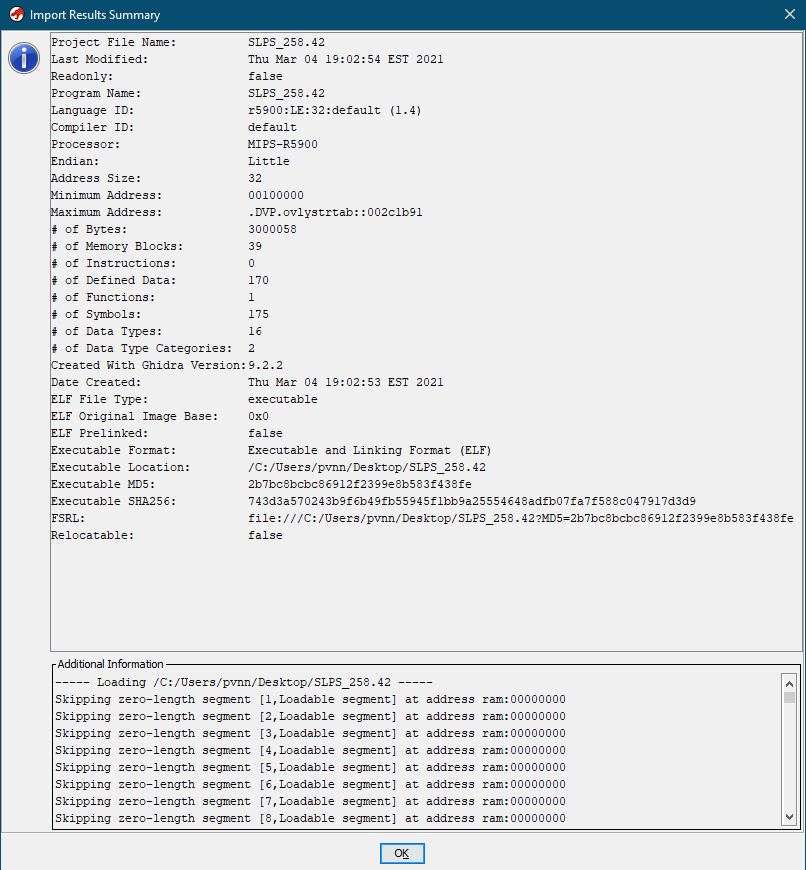 Import Results Summary
Project File Name: SLPS_258.42
Last Modified: Thu Mar 04 19:02:54 EST 2021
Readonly: false
Program Name: SLPS_258.42
Language ID: r5900:LE:32:default (1.4)
Compiler ID: default
Processor: MIPS-R5900
Endian: Little
Address Size: 32
Minimum Address: 00100000
Maximum Address: .DVP.ovlystrtab::002c1b91
# of Bytes: 3000058
# of Memory Blocks: 39
# of Instructions: 0
# of Defined Data: 170
# of Functions: 1
# of Symbols: 175
# of Data Types: 16
# of Data Type Categories: 2
Created With Ghidra Version: 9.2.2
Date Created: Thu Mar 04 19:02:53 EST 2021
ELF File Type: executable
ELF Original Image Base: 0x0
ELF Prelinked: false
Executable Format: Executable and Linking Format (ELF)
Executable Location: /C:/Users/pvnn/Desktop/SLPS_258.42
Executable MD5: 2b7bc8bcbc86912f2399e8b583f438fe
Executable SHA256: 743d3a570243b9f6b49fb55945f1bb9a25554648adfb07fa7f588c047917d3d9
FSRL: file:///C:/Users/pvnn/Desktop/SLPS_258.42?MD5=2b7bc8bcbc86912f2399e8b583f438fe
Relocatable: false
Additional Information
----- Loading /C:/Users/pvnn/Desktop/SLPS_258.42 -----
Skipping zero-length segment [1,Loadable segment] at address ram:00000000
Skipping zero-length segment [2,Loadable segment] at address ram:00000000
Skipping zero-length segment [3,Loadable segment] at address ram:00000000
Skipping zero-length segment [4,Loadable segment] at address ram:00000000
Skipping zero-length segment [5,Loadable segment] at address ram:00000000
Skipping zero-length segment [6,Loadable segment] at address ram:00000000
Skipping zero-length segment [7,Loadable segment] at address ram:00000000
Skipping zero-length segment [8,Loadable segment] at address ram:00000000
OK